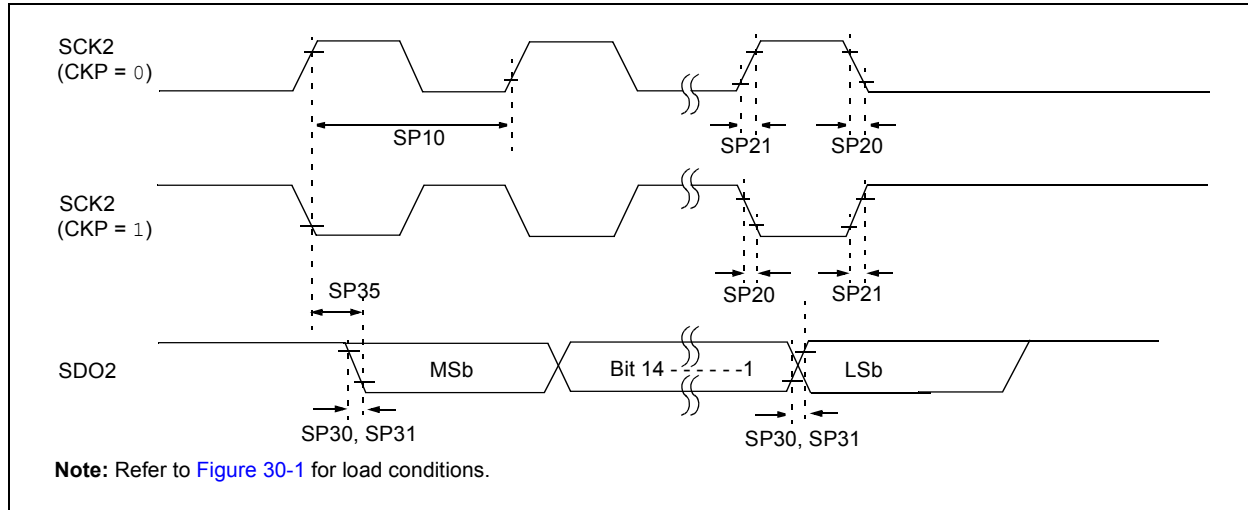 SCK2
(CKP = 0)
SP10
SP21
SP20
SCK2
(CKP = 1)
SP35
SP20
SP21
SDO2
MSb
Bit 14 - - - - - -1
LSb
SP30, SP31
SP30, SP31
Note: Refer to Figure 30-1 for load conditions.